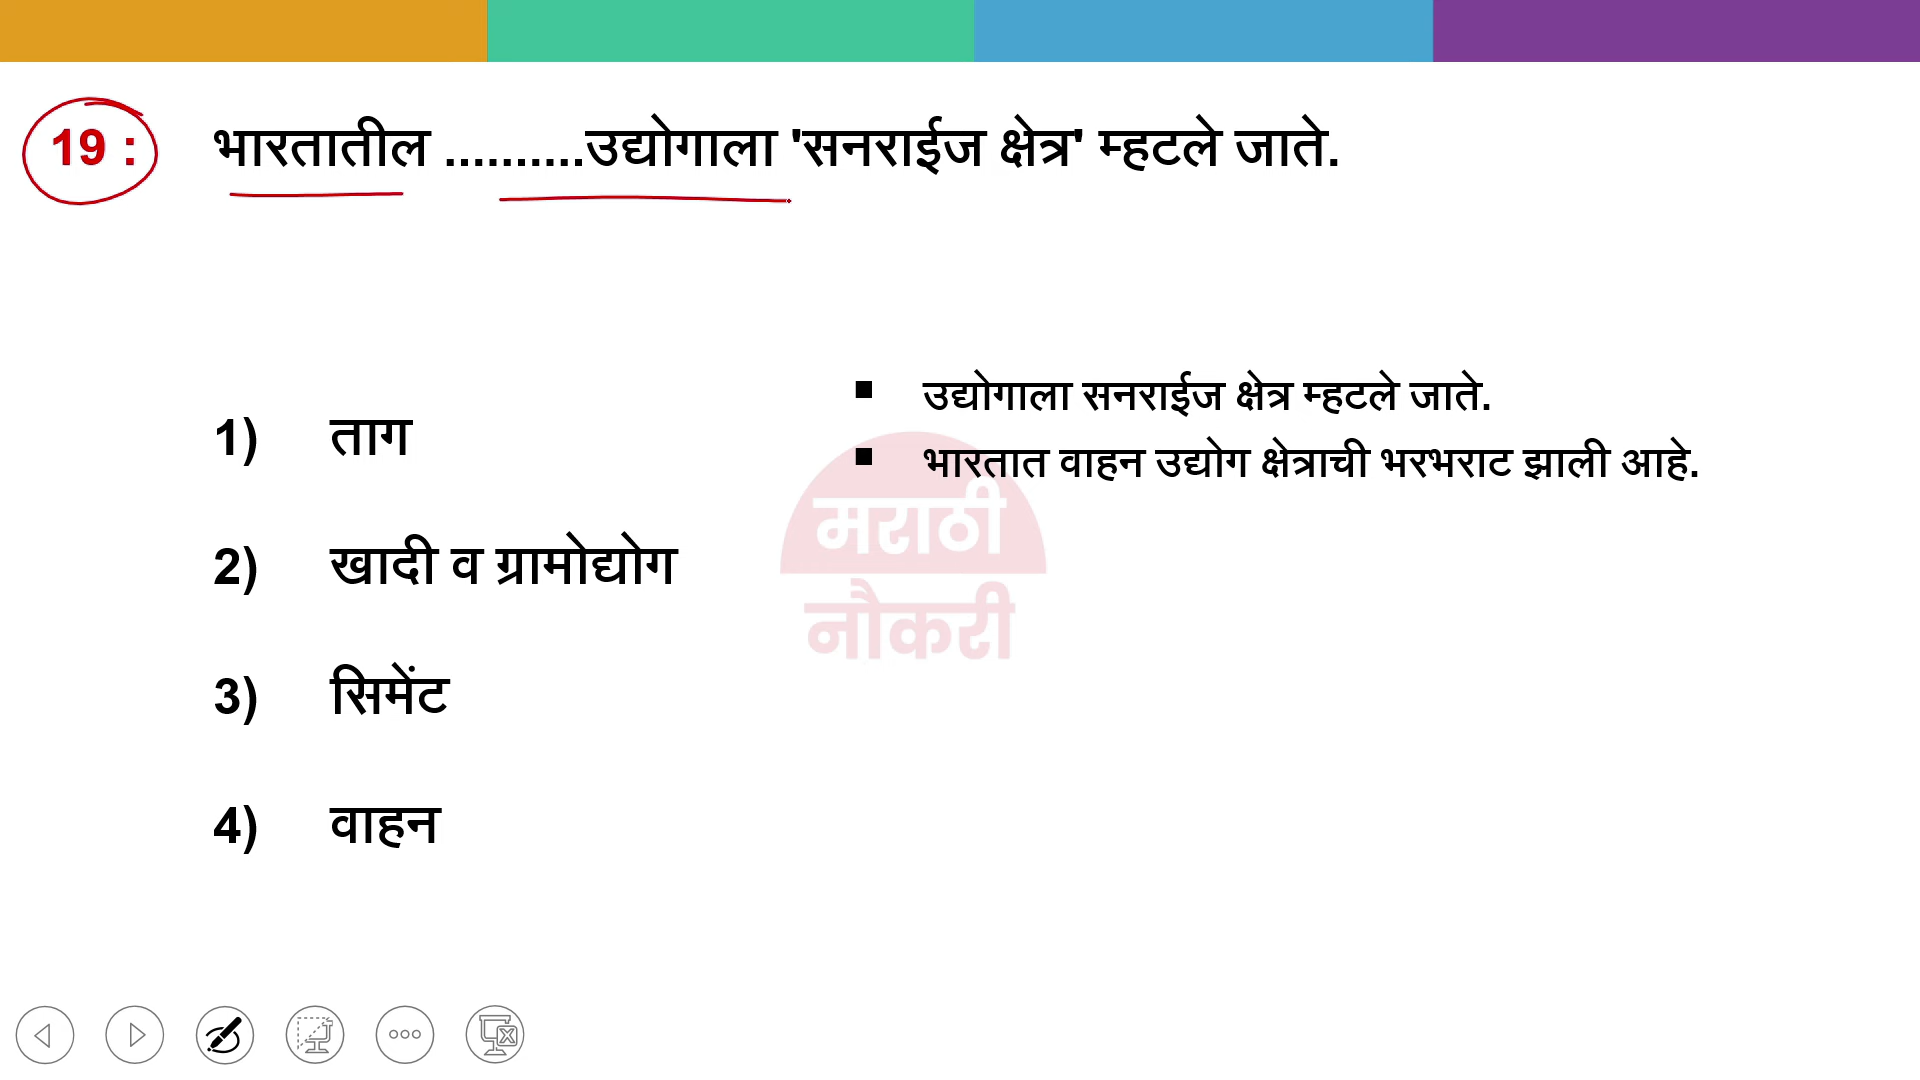 19 : भारतातील ..........उद्योगाला 'सनराईज क्षेत्र' म्हटले जाते.
1) ताग
2) खादी व ग्रामोद्योग
3) सिमेंट
4) वाहन
▪ उद्योगाला सनराईज क्षेत्र म्हटले जाते.
▪ भारतात वाहन उद्योग क्षेत्राची भरभराट झाली आहे.
मराठी
नौकरी